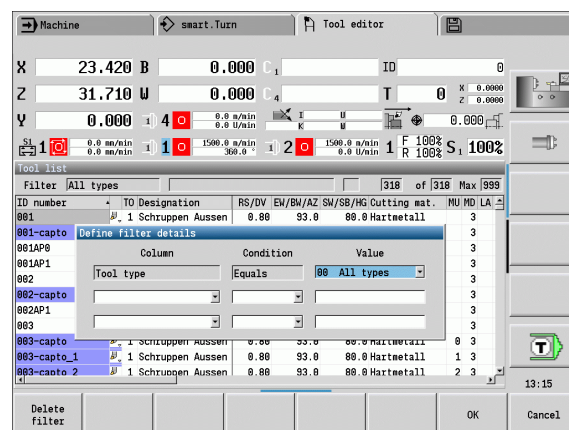 Machine smart.Turn Tool editor
X 23.420 B 0.000 C 1 ID 0
Z 31.710 W 0.000 C 4 T 0 X 0.0000 Z 0.0000
Y 0.000 4 0.0 m/min 0.0 U/min I U K W 0.000
S1 1 0.0 mm/min 0.0 mm/min 1 1500.0 m/min 360.0 ° 2 1500.0 m/min 0.0 U/min 1 F 100% R 100% S 1 100%
Tool list
Filter All types 318 of 318 Max 999
ID number TO Designation RS/DV EW/BW/AZ SW/SB/HG Cutting mat. MU MD LA
001 1 Schruppen Aussen 0.80 93.0 80.0 Hartmetall 3
001-capto Define filter details 3
001AP0 Column Condition Value 3
001AP1 Tool type Equals 00 All types 3
002 3
002-capto 3
002AP1 3
003 3
003-capto 1 Schruppen Aussen 0.80 93.0 80.0 Hartmetall 0 3
003-capto_1 1 Schruppen Aussen 0.80 93.0 80.0 Hartmetall 1 3
003-capto_2 1 Schruppen Aussen 0.80 93.0 80.0 Hartmetall 2 3
T
13:15
Delete filter OK Cancel